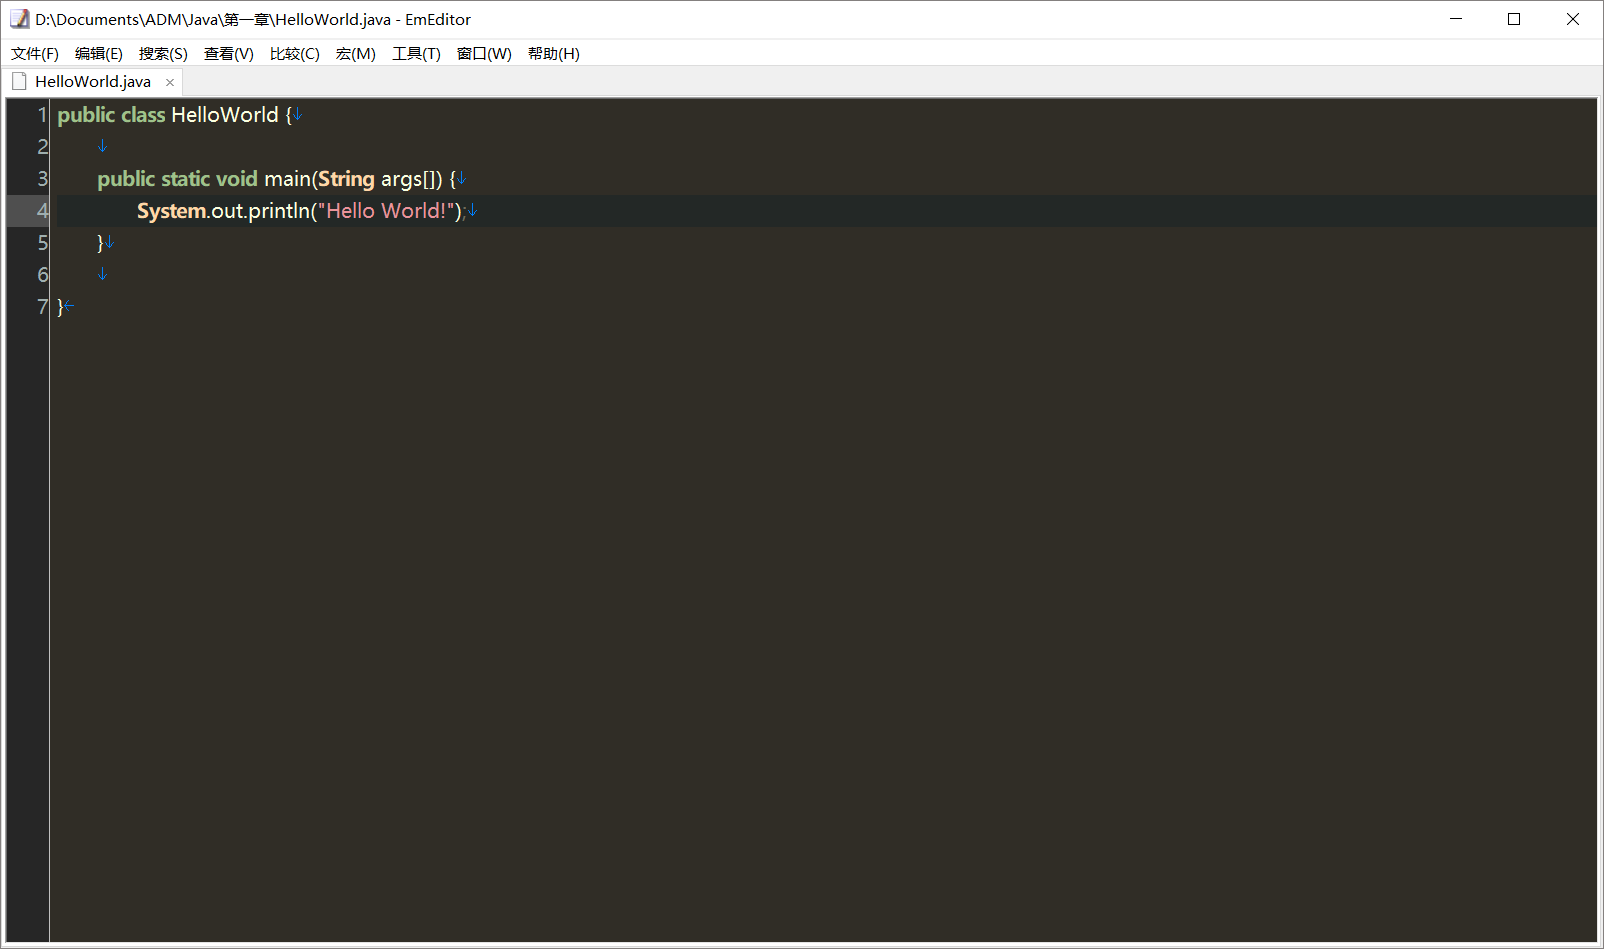 D:\Documents\ADM\Java\第一章\HelloWorld.java - EmEditor
文件(F) 编辑(E) 搜索(S) 查看(V) 比较(C) 宏(M) 工具(T) 窗口(W) 帮助(H)
HelloWorld.java ×
1 public class HelloWorld {↓
2 ↓
3 public static void main(String args[]) {↓
4 System.out.println("Hello World!");↓
5 }↓
6 ↓
7 }←